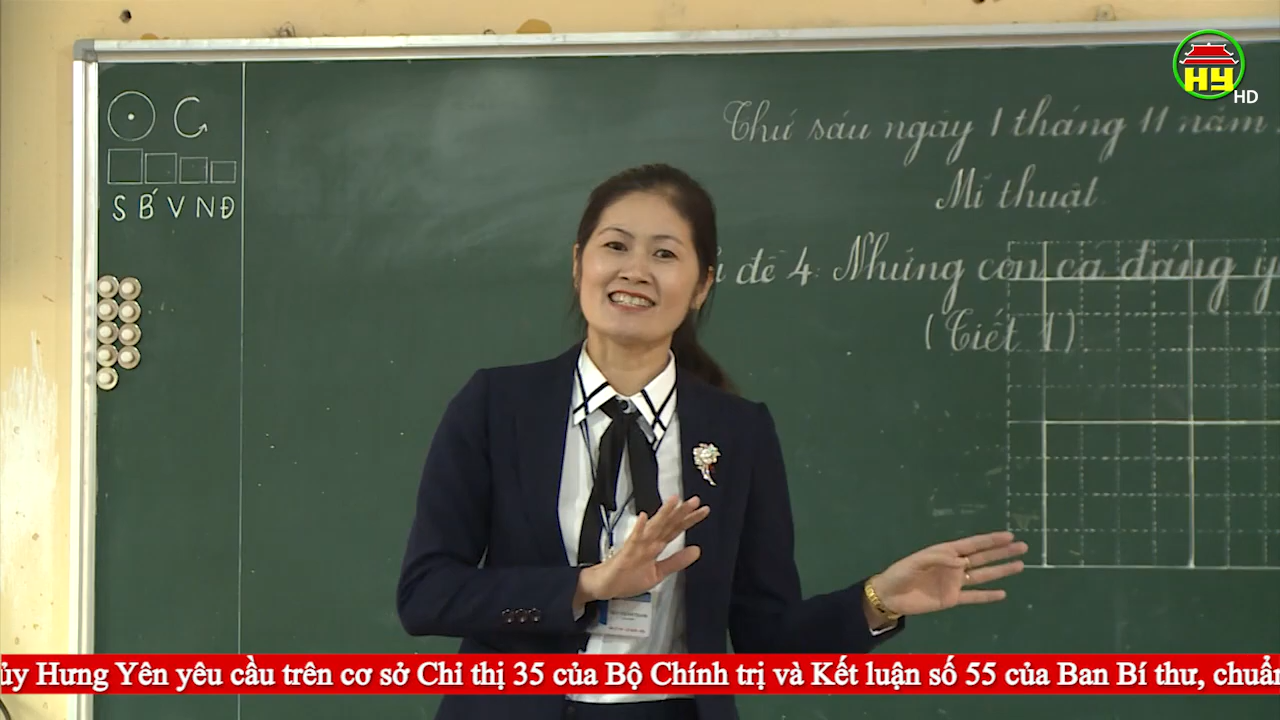 HY
HD
Thứ sáu ngày 1 tháng 11 năm
Mĩ thuật
đề 4: Những con cá đáng y
(Tiết 1)
S B V N Đ
ủy Hưng Yên yêu cầu trên cơ sở Chỉ thị 35 của Bộ Chính trị và Kết luận số 55 của Ban Bí thư, chuẩn